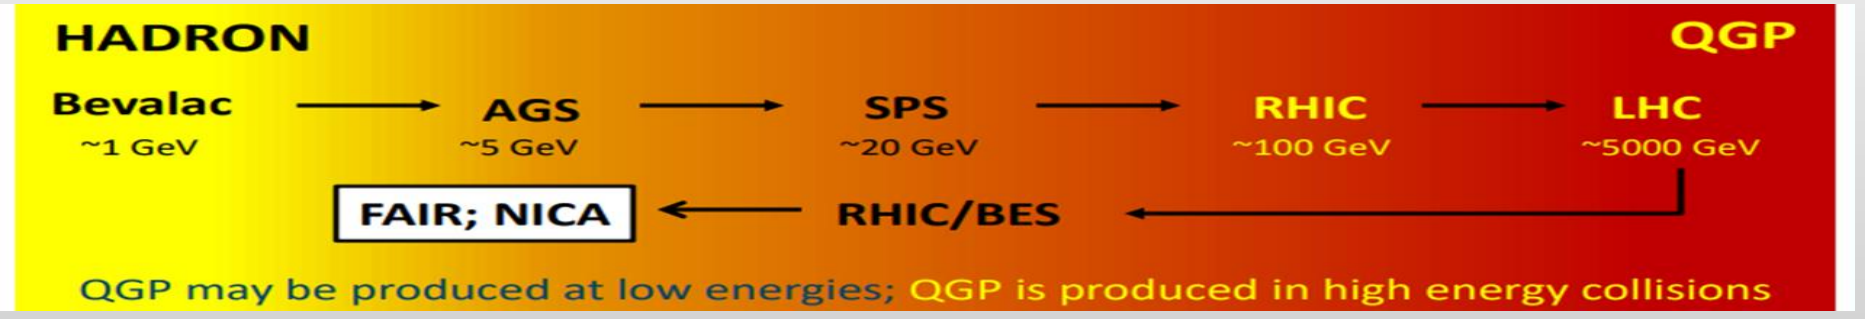 HADRON QGP
Bevalac AGS SPS RHIC LHC
~1 GeV ~5 GeV ~20 GeV ~100 GeV ~5000 GeV
FAIR; NICA RHIC/BES
QGP may be produced at low energies; QGP is produced in high energy collisions